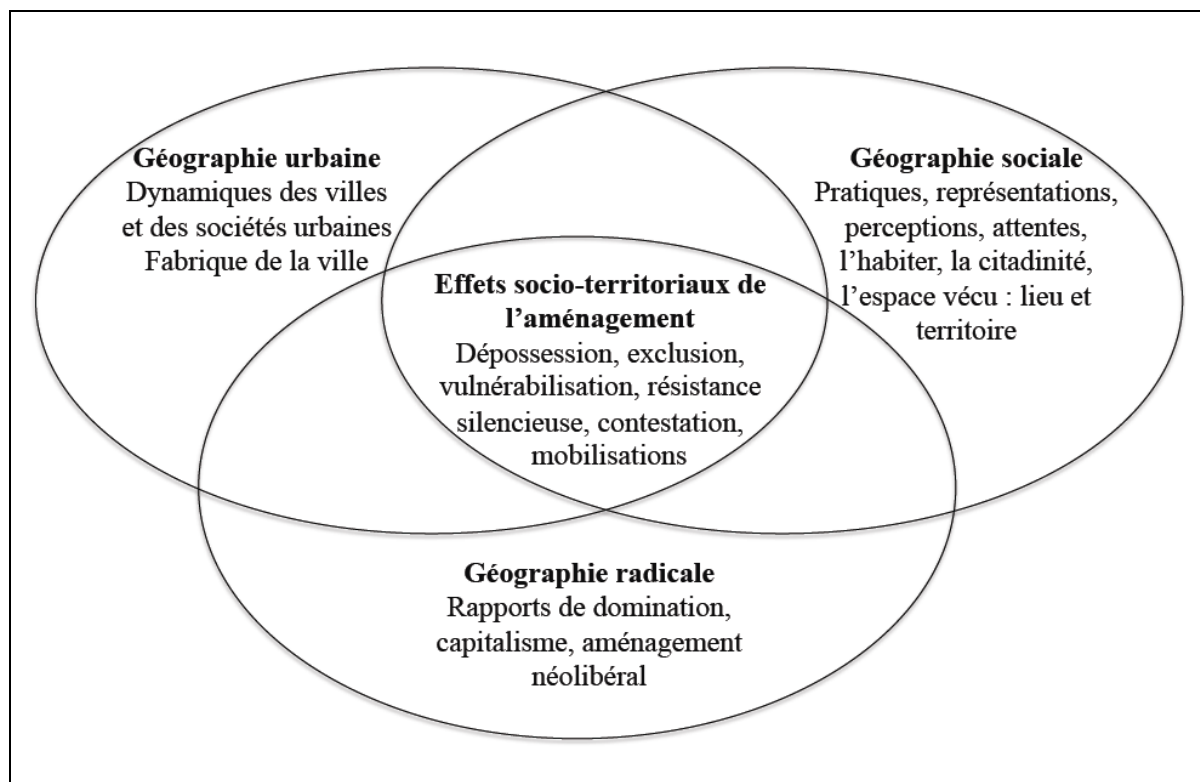 Géographie urbaine
Dynamiques des villes
et des sociétés urbaines
Fabrique de la ville
Géographie sociale
Pratiques, représentations,
perceptions, attentes,
l’habiter, la citadinité,
l’espace vécu : lieu et
territoire
Effets socio-territoriaux de
l’aménagement
Dépossession, exclusion,
vulnérabilisation, résistance
silencieuse, contestation,
mobilisations
Géographie radicale
Rapports de domination,
capitalisme, aménagement
néolibéral